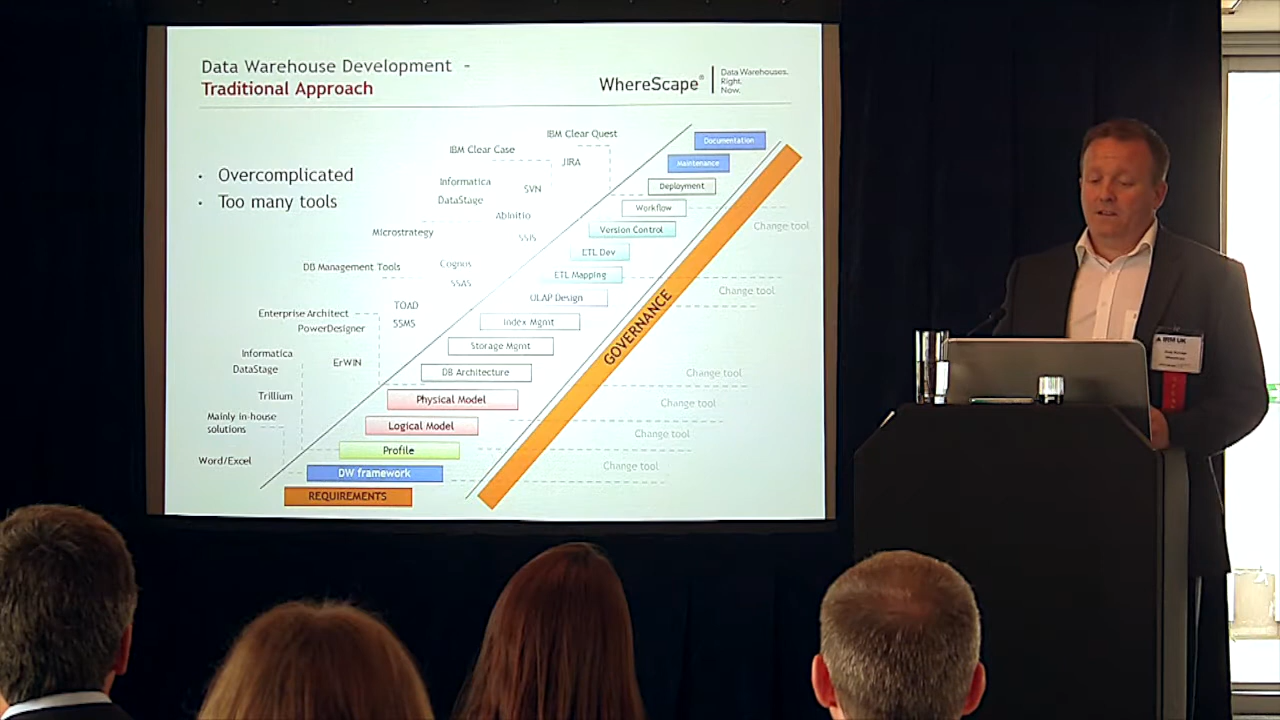 Data Warehouse Development -
Traditional Approach
WhereScape®
Data Warehouses.
Right.
Now.
• Overcomplicated
• Too many tools
IBM Clear Quest
IBM Clear Case
JIRA
Informatica
SVN
DataStage
Abinitio
Microstrategy
SSIS
DB Management Tools
Cognos
SSAS
TOAD
Enterprise Architect
SSMS
PowerDesigner
Informatica
ErWIN
DataStage
Trillium
Mainly in-house
solutions
Word/Excel
Documentation
Maintenance
Deployment
Workflow
Version Control
ETL Dev
ETL Mapping
OLAP Design
Index Mgmt
Storage Mgmt
DB Architecture
Physical Model
Logical Model
Profile
DW framework
REQUIREMENTS
GOVERNANCE
Change tool
Change tool
Change tool
Change tool
Change tool
Change tool
IRM UK